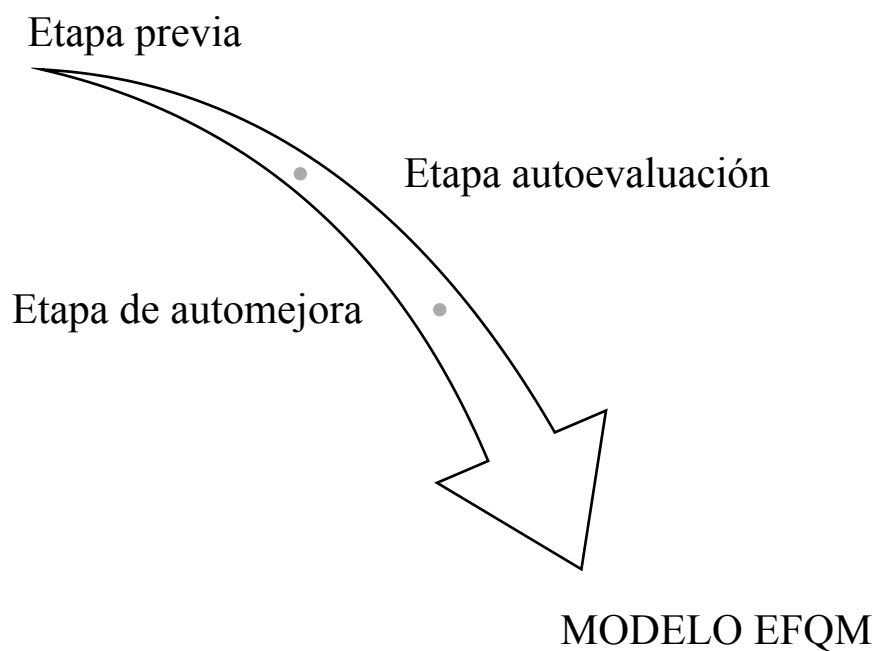 Etapa previa
Etapa autoevaluación
Etapa de automejora
MODELO EFQM